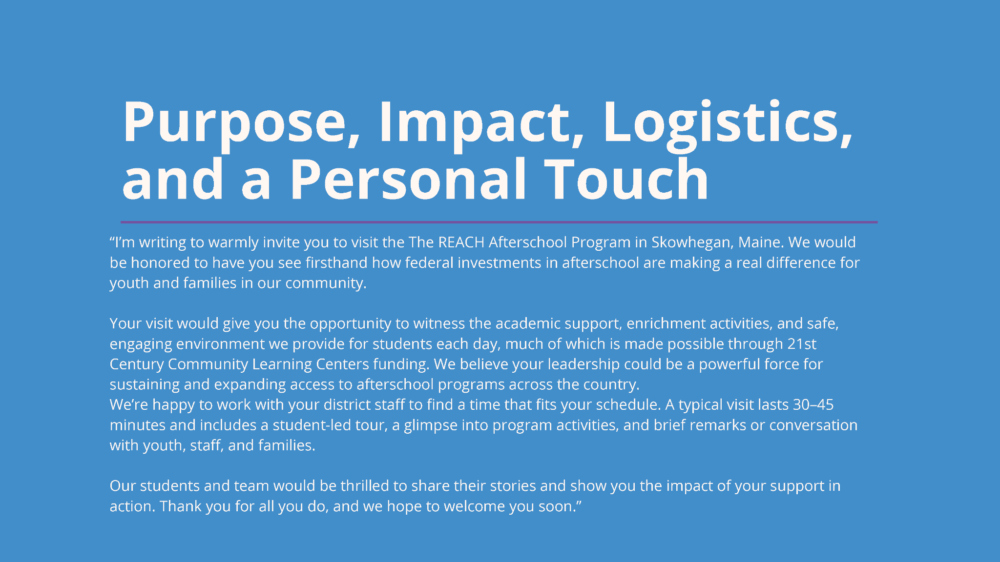 Purpose, Impact, Logistics,
and a Personal Touch
“I’m writing to warmly invite you to visit the The REACH Afterschool Program in Skowhegan, Maine. We would
be honored to have you see firsthand how federal investments in afterschool are making a real difference for
youth and families in our community.
Your visit would give you the opportunity to witness the academic support, enrichment activities, and safe,
engaging environment we provide for students each day, much of which is made possible through 21st
Century Community Learning Centers funding. We believe your leadership could be a powerful force for
sustaining and expanding access to afterschool programs across the country.
We’re happy to work with your district staff to find a time that fits your schedule. A typical visit lasts 30–45
minutes and includes a student-led tour, a glimpse into program activities, and brief remarks or conversation
with youth, staff, and families.
Our students and team would be thrilled to share their stories and show you the impact of your support in
action. Thank you for all you do, and we hope to welcome you soon.”